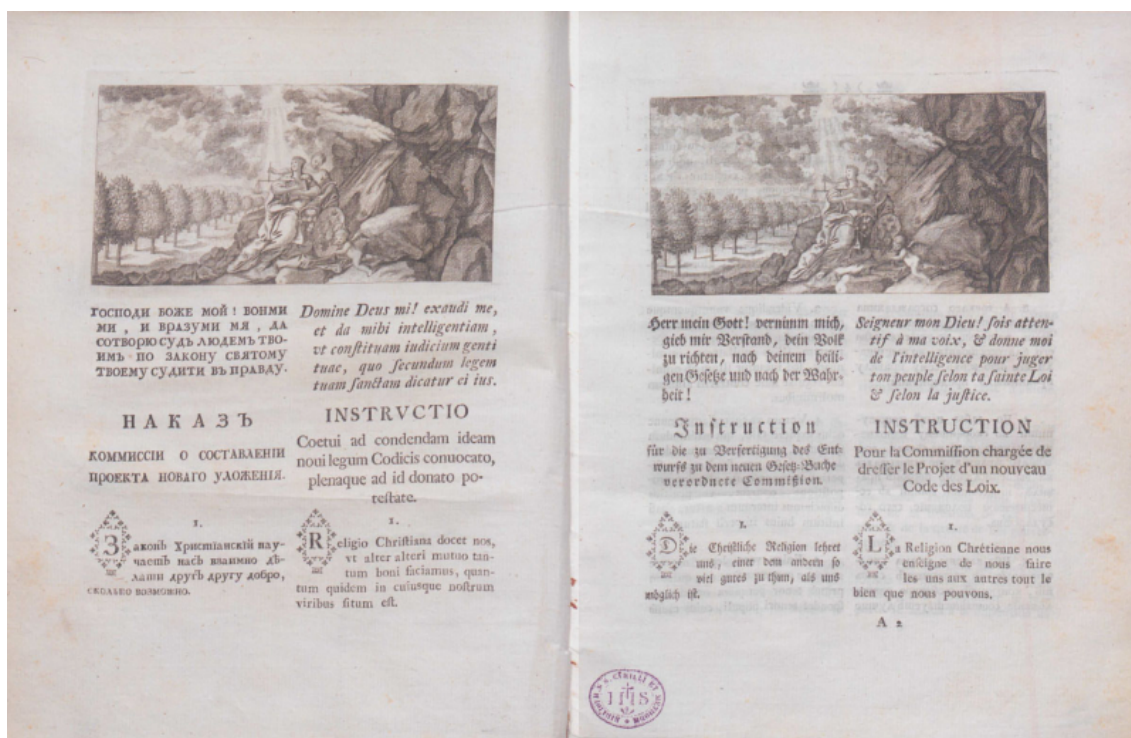 ГОСПОДИ БОЖЕ МОЙ! ВОНМИ
МИ, И ВРАЗУМИ МЯ, ДА
СОТВОРЮ СУДЪ ЛЮДЕМЪ ТВО-
ИМЪ ПО ЗАКОНУ СВЯТОМУ
ТВОЕМУ СУДИТИ ВЪ ПРАВДУ.
НАКАЗЪ
КОММИССІИ О СОСТАВЛЕНІИ
ПРОЕКТА НОВАГО УЛОЖЕНІЯ.
1.
Законъ Христіанскій нау-
чаетъ насъ взаимно дѣ-
лати другъ другу добро,
сколько возможно.
Domine Deus mi! exaudi me,
et da mihi intelligentiam,
vt conſtituam iudicium genti
tuae, quo ſecundum legem
tuam ſanctam dicatur ei ius.
INSTRVCTIO
Coetui ad condendam ideam
noui legum Codicis conuocato,
plenaque ad id donato po-
teſtate.
1.
Religio Chriſtiana docet nos,
vt alter alteri mutuo tan-
tum boni faciamus, quan-
tum quidem in cuiusque noſtrum
viribus ſitum eſt.
Herr mein Gott! vernimm mich,
gieb mir Verſtand, dein Volk
zu richten, nach deinem heili-
gen Geſetze und nach der Wahr-
heit!
Inſtruction
für die zu Verfertigung des Ent-
wurfs zu dem neuen Geſetz-Buche
verordnete Commißion.
1.
Die Chriſtliche Religion lehret
uns, einer dem andern ſo
viel gutes zu thun, als uns
möglich iſt.
Seigneur mon Dieu! ſois atten-
tif à ma voix, & donne moi
de l'intelligence pour juger
ton peuple ſelon ta ſainte Loi
& ſelon la juſtice.
INSTRUCTION
Pour la Commiſſion chargée de
dreſſer le Projet d'un nouveau
Code des Loix.
1.
La Religion Chrétienne nous
enſeigne de nous faire
les uns aux autres tout le
bien que nous pouvons.
A 2
IHS